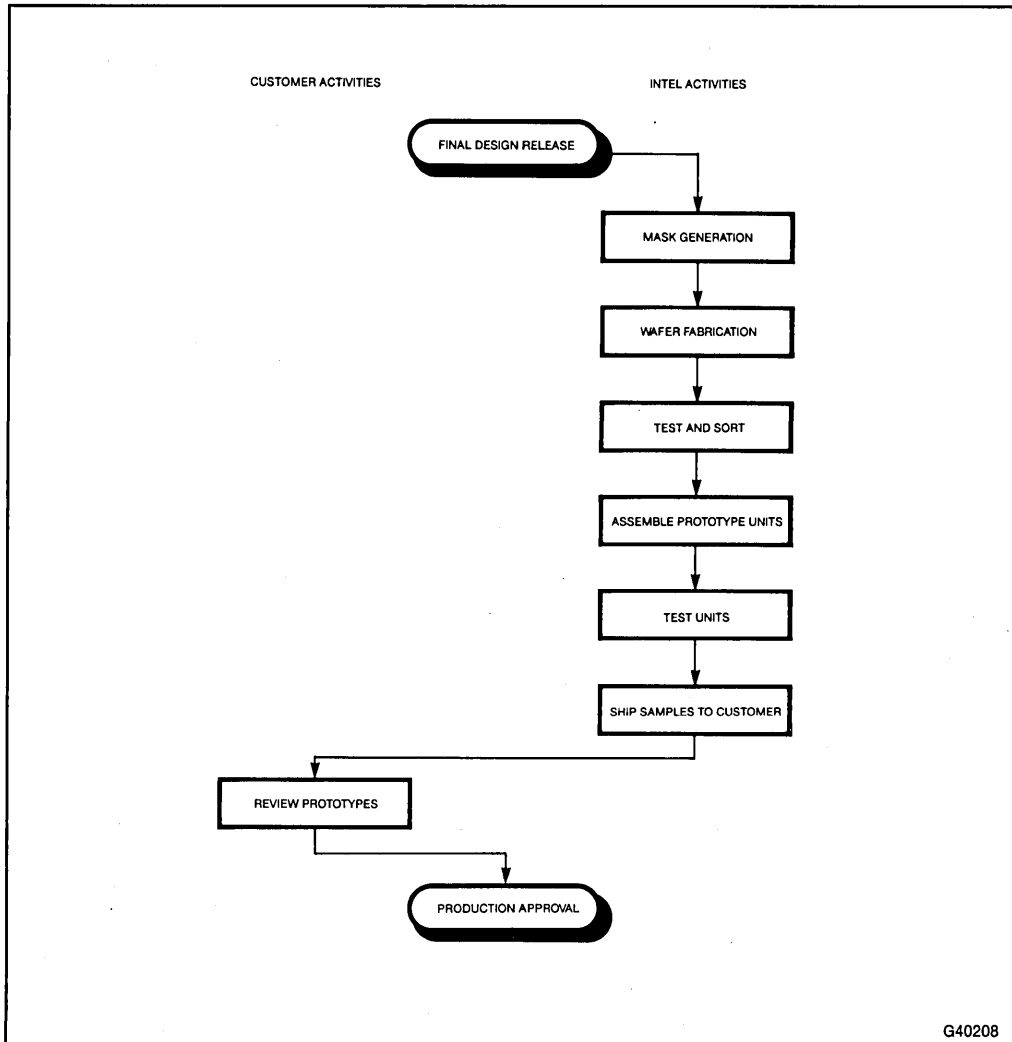 CUSTOMER ACTIVITIES
INTEL ACTIVITIES
FINAL DESIGN RELEASE
MASK GENERATION
WAFER FABRICATION
TEST AND SORT
ASSEMBLE PROTOTYPE UNITS
TEST UNITS
SHIP SAMPLES TO CUSTOMER
REVIEW PROTOTYPES
PRODUCTION APPROVAL
G40208